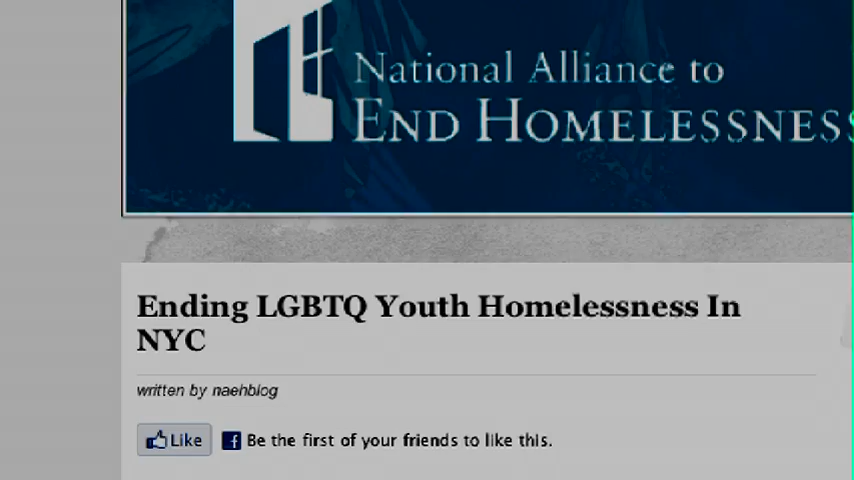 National Alliance to
END HOMELESSNESS
Ending LGBTQ Youth Homelessness In
NYC
written by naehblog
Like Be the first of your friends to like this.